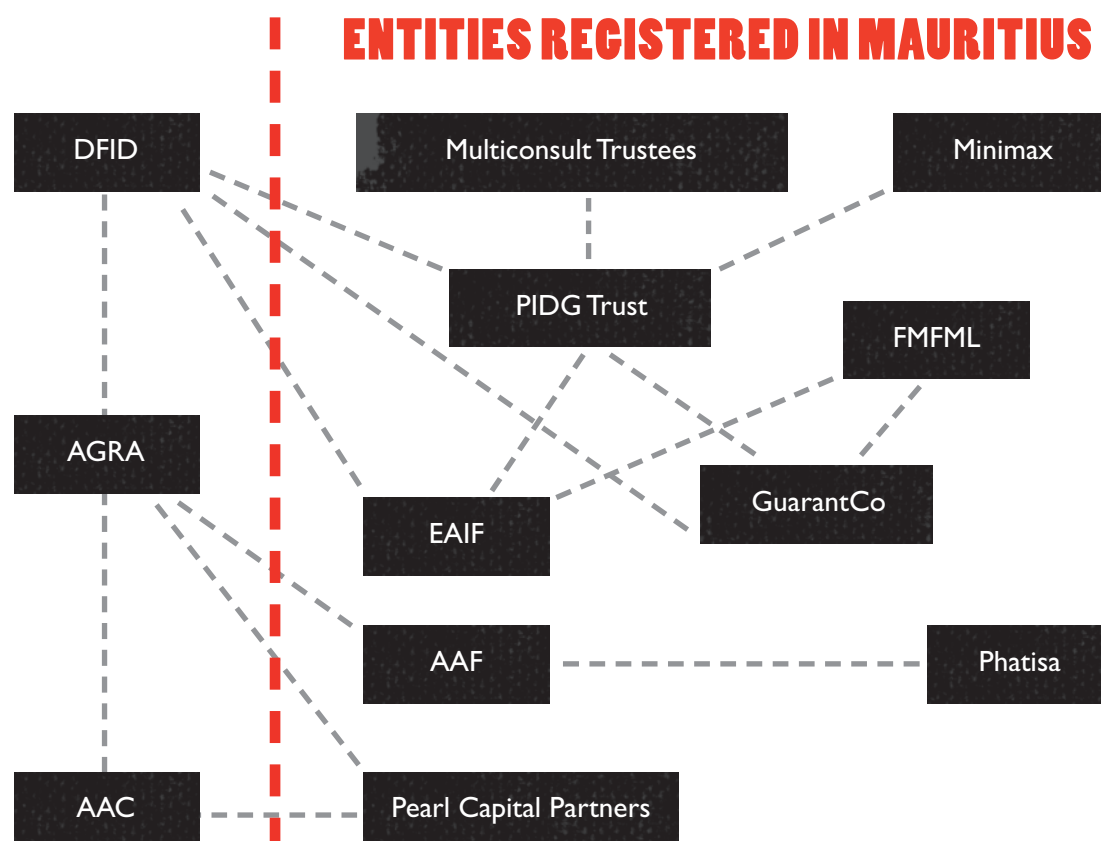 ENTITIES REGISTERED IN MAURITIUS
DFID
Multiconsult Trustees
Minimax
PIDG Trust
FMFML
AGRA
GuarantCo
EAIF
AAF
Phatisa
AAC
Pearl Capital Partners